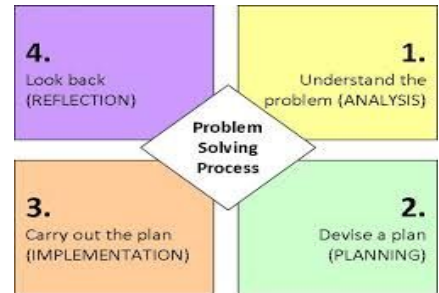 4.
Look back
(REFLECTION)
1.
Understand the
problem (ANALYSIS)
Problem
Solving
Process
3.
Carry out the plan
(IMPLEMENTATION)
2.
Devise a plan
(PLANNING)